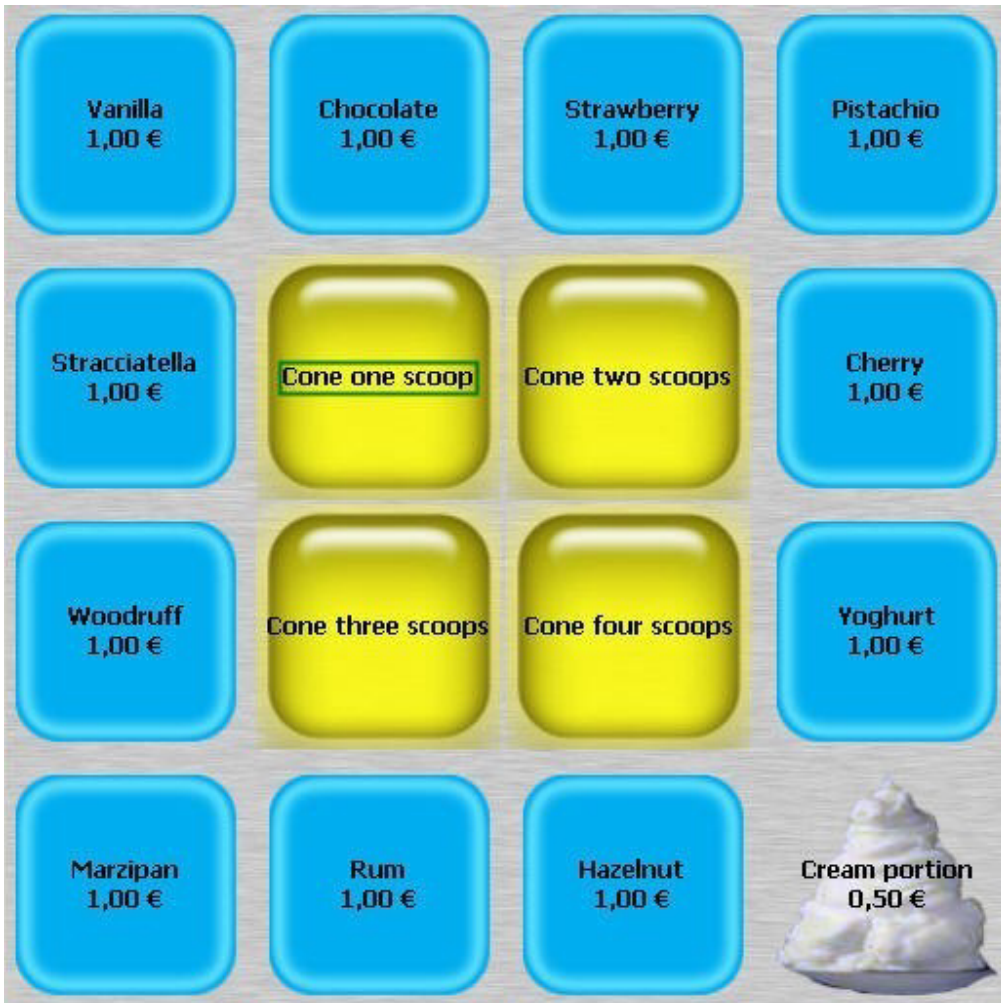 Vanilla
1,00 €
Chocolate
1,00 €
Strawberry
1,00 €
Pistachio
1,00 €
Stracciatella
1,00 €
Cone one scoop
Cone two scoops
Cherry
1,00 €
Woodruff
1,00 €
Cone three scoops
Cone four scoops
Yoghurt
1,00 €
Marzipan
1,00 €
Rum
1,00 €
Hazelnut
1,00 €
Cream portion
0,50 €